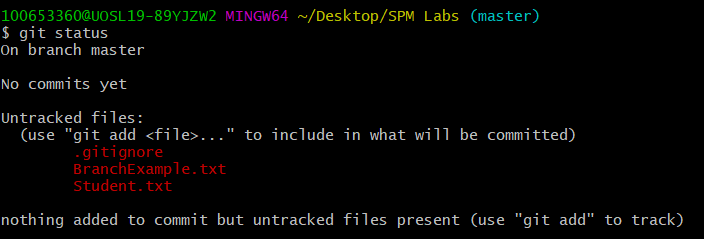 100653360@UOSL19-89YJZW2 MINGW64 ~/Desktop/SPM Labs (master)
$ git status
On branch master
No commits yet
Untracked files:
(use "git add <file>..." to include in what will be committed)
.gitignore
BranchExample.txt
Student.txt
nothing added to commit but untracked files present (use "git add" to track)